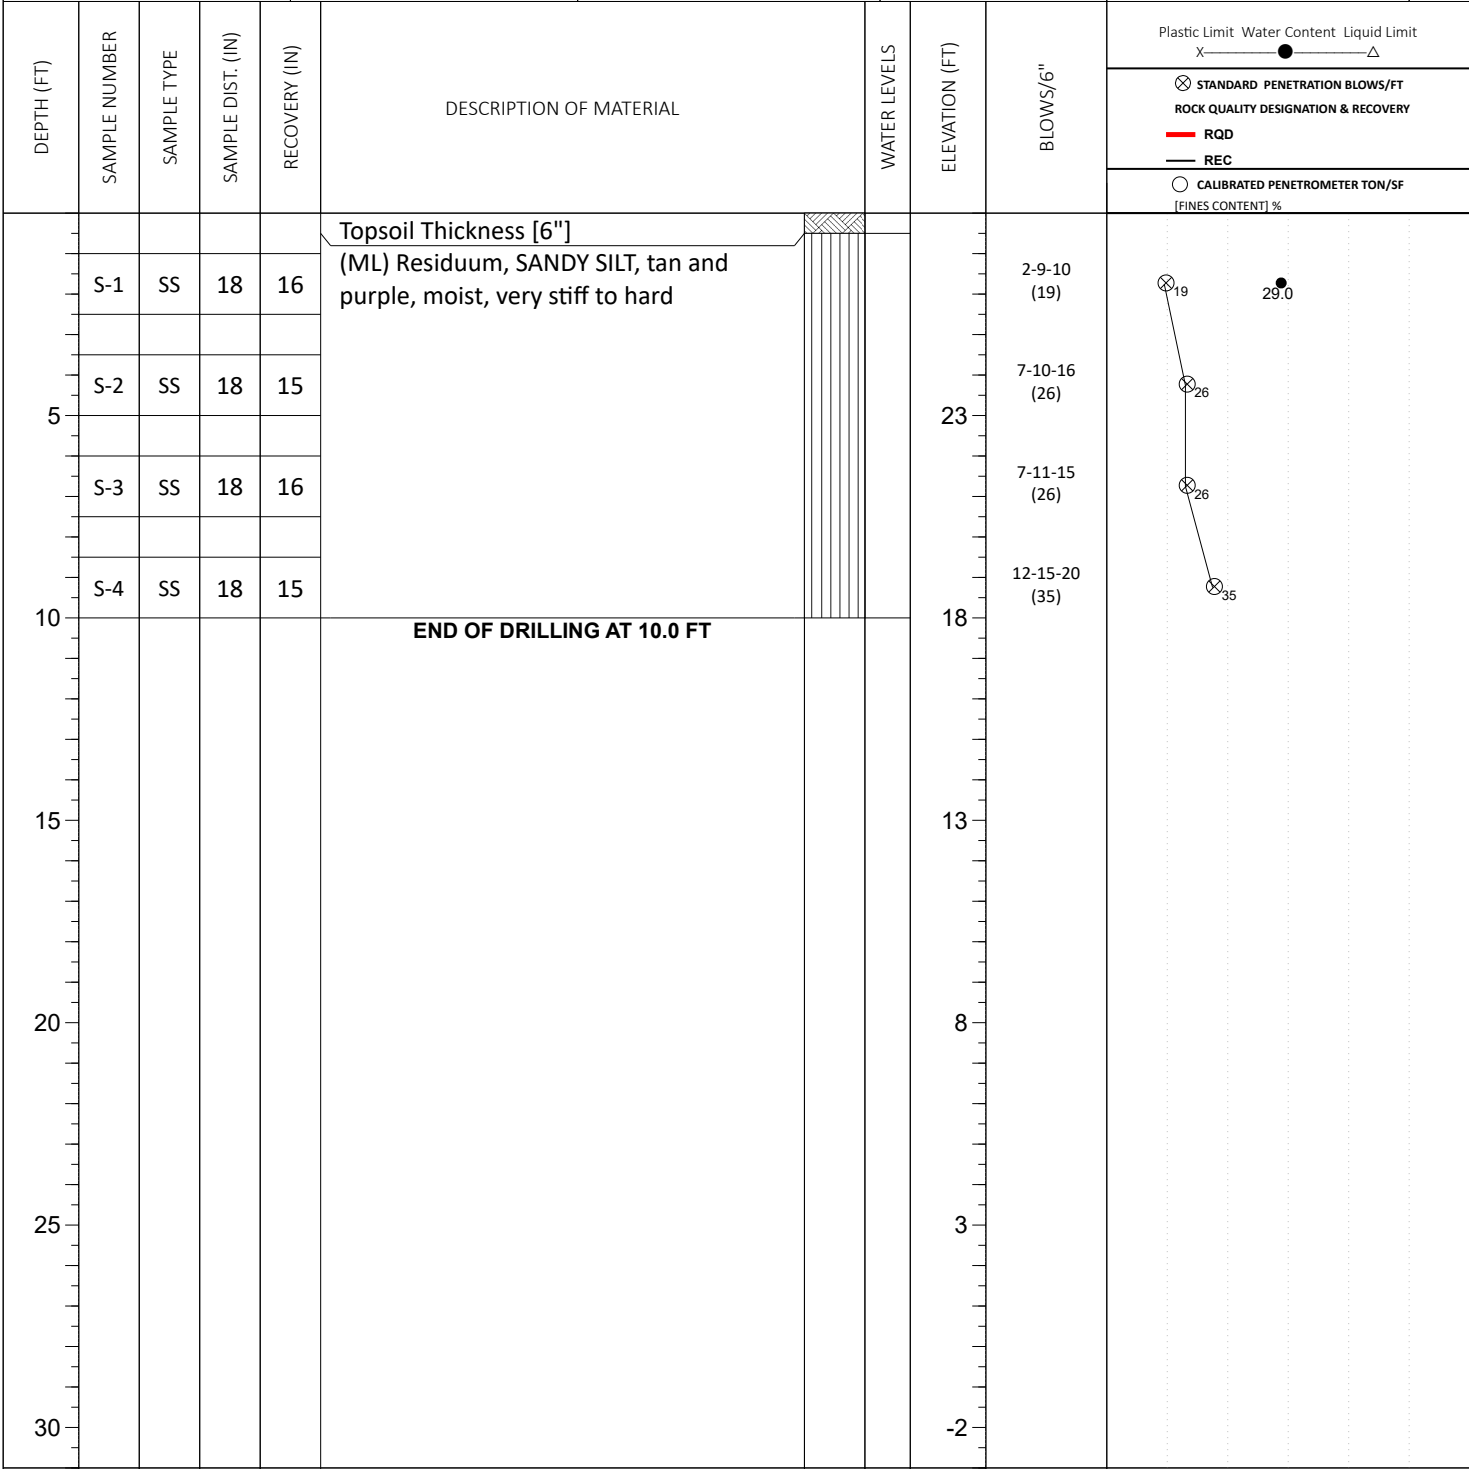 DEPTH (FT)
SAMPLE NUMBER
SAMPLE TYPE
SAMPLE DIST. (IN)
RECOVERY (IN)
DESCRIPTION OF MATERIAL
WATER LEVELS
ELEVATION (FT)
BLOWS/6"
Plastic Limit Water Content Liquid Limit
X
STANDARD PENETRATION BLOWS/FT
ROCK QUALITY DESIGNATION & RECOVERY
RQD
REC
CALIBRATED PENETROMETER TON/SF
[FINES CONTENT] %
Topsoil Thickness [6"]
(ML) Residuum, SANDY SILT, tan and
purple, moist, very stiff to hard
S-1 SS 18 16
2-9-10
(19)
19
29.0
S-2 SS 18 15
7-10-16
(26)
26
5
23
S-3 SS 18 16
7-11-15
(26)
26
S-4 SS 18 15
12-15-20
(35)
35
10
18
END OF DRILLING AT 10.0 FT
15
13
20
8
25
3
30
-2